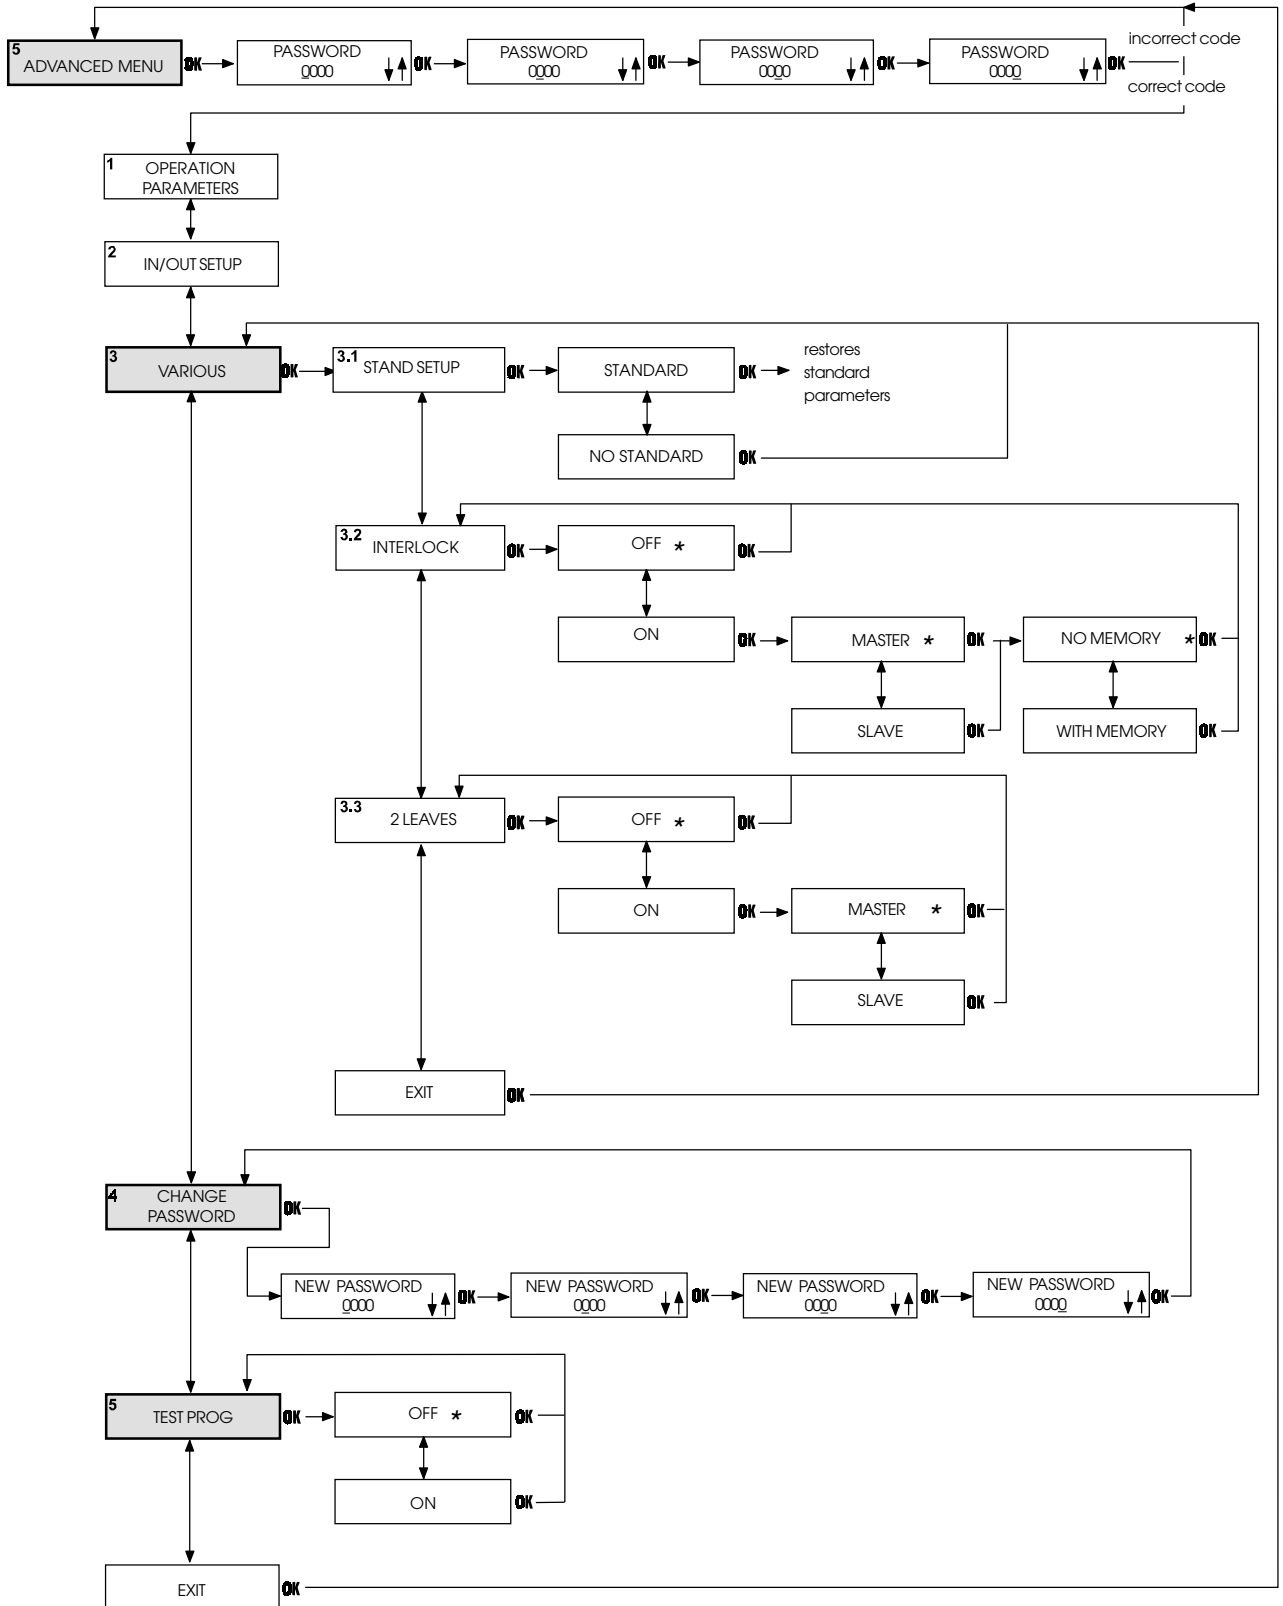 5
ADVANCED MENU
OK
PASSWORD
0000
OK
PASSWORD
0000
OK
PASSWORD
0000
OK
PASSWORD
0000
OK
incorrect code
correct code
1
OPERATION
PARAMETERS
2
IN/OUT SETUP
3
VARIOUS
OK
3.1
STAND SETUP
OK
STANDARD
OK
restores
standard
parameters
NO STANDARD
OK
3.2
INTERLOCK
OK
OFF *
OK
ON
OK
MASTER *
OK
NO MEMORY *
OK
SLAVE
OK
WITH MEMORY
OK
3.3
2 LEAVES
OK
OFF *
OK
ON
OK
MASTER *
OK
SLAVE
OK
EXIT
OK
4
CHANGE
PASSWORD
OK
NEW PASSWORD
0000
OK
NEW PASSWORD
0000
OK
NEW PASSWORD
0000
OK
NEW PASSWORD
0000
OK
5
TEST PROG
OK
OFF *
OK
ON
OK
EXIT
OK